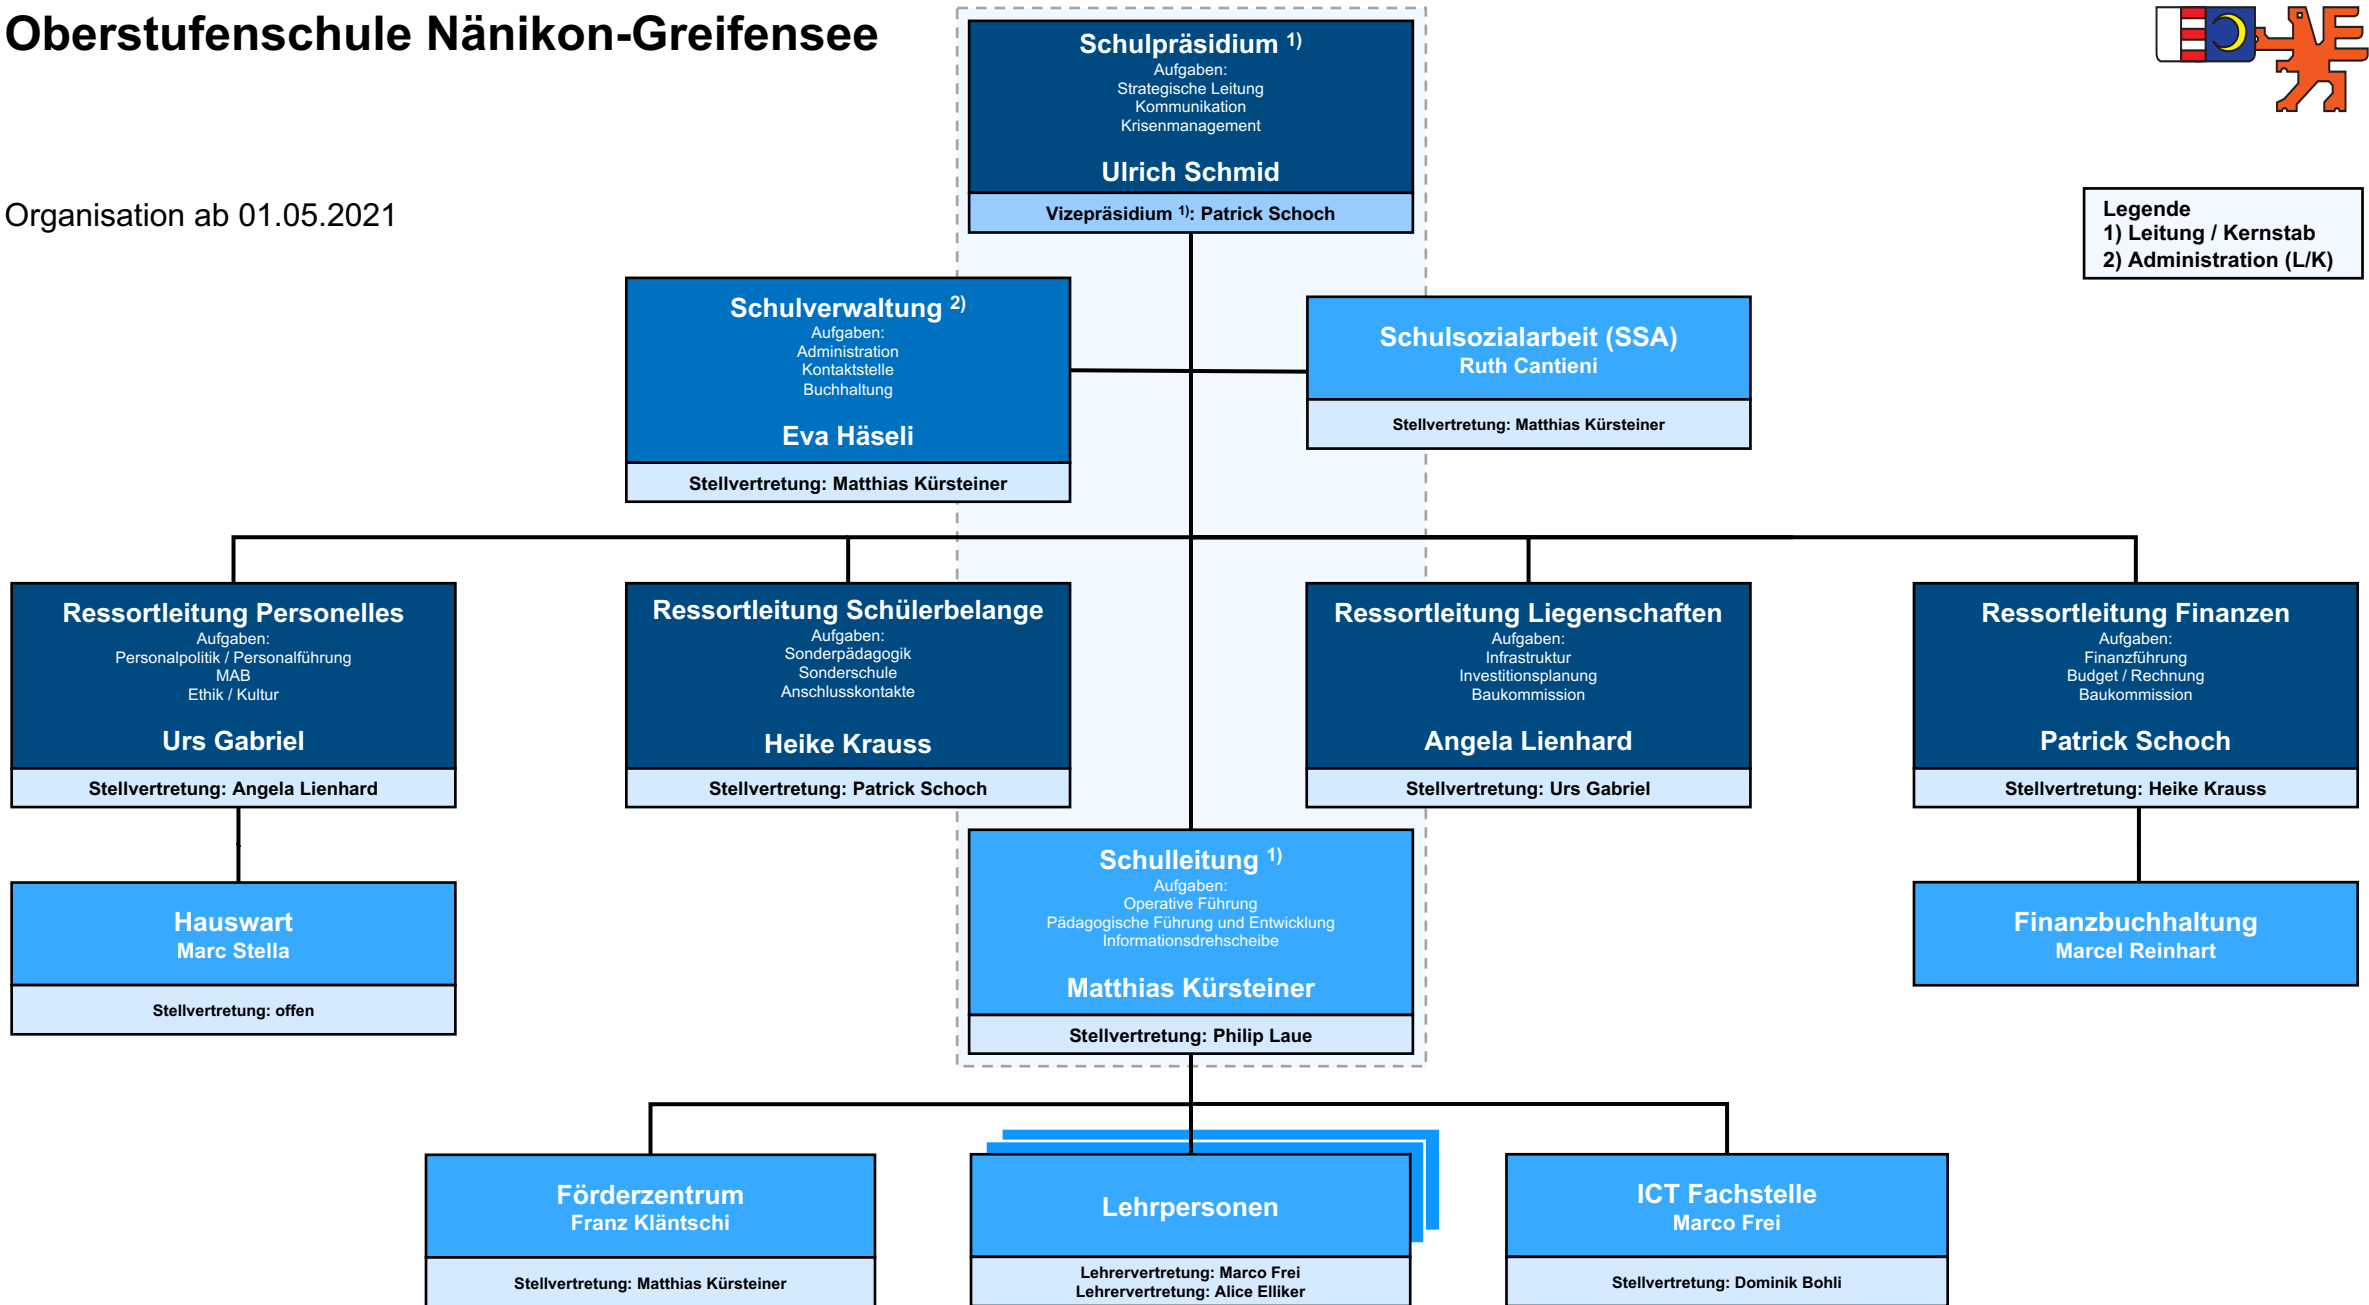 Oberstufenschule Nänikon-Greifensee
Organisation ab 01.05.2021
Schulpräsidium 1)
Aufgaben:
Strategische Leitung
Kommunikation
Krisenmanagement
Ulrich Schmid
Vizepräsidium 1): Patrick Schoch
Legende
1) Leitung / Kernstab
2) Administration (L/K)
Schulverwaltung 2)
Aufgaben:
Administration
Kontaktstelle
Buchhaltung
Eva Häseli
Stellvertretung: Matthias Kürsteiner
Schulsozialarbeit (SSA)
Ruth Cantieni
Stellvertretung: Matthias Kürsteiner
Ressortleitung Personelles
Aufgaben:
Personalpolitik / Personalführung
MAB
Ethik / Kultur
Urs Gabriel
Stellvertretung: Angela Lienhard
Ressortleitung Schülerbelange
Aufgaben:
Sonderpädagogik
Sonderschule
Anschlusskontakte
Heike Krauss
Stellvertretung: Patrick Schoch
Ressortleitung Liegenschaften
Aufgaben:
Infrastruktur
Investitionsplanung
Baukommission
Angela Lienhard
Stellvertretung: Urs Gabriel
Ressortleitung Finanzen
Aufgaben:
Finanzführung
Budget / Rechnung
Baukommission
Patrick Schoch
Stellvertretung: Heike Krauss
Hauswart
Marc Stella
Stellvertretung: offen
Schulleitung 1)
Aufgaben:
Operative Führung
Pädagogische Führung und Entwicklung
Informationsdrehscheibe
Matthias Kürsteiner
Stellvertretung: Philip Laue
Finanzbuchhaltung
Marcel Reinhart
Förderzentrum
Franz Kläntschi
Stellvertretung: Matthias Kürsteiner
Lehrpersonen
Lehrervertretung: Marco Frei
Lehrervertretung: Alice Elliker
ICT Fachstelle
Marco Frei
Stellvertretung: Dominik Bohli